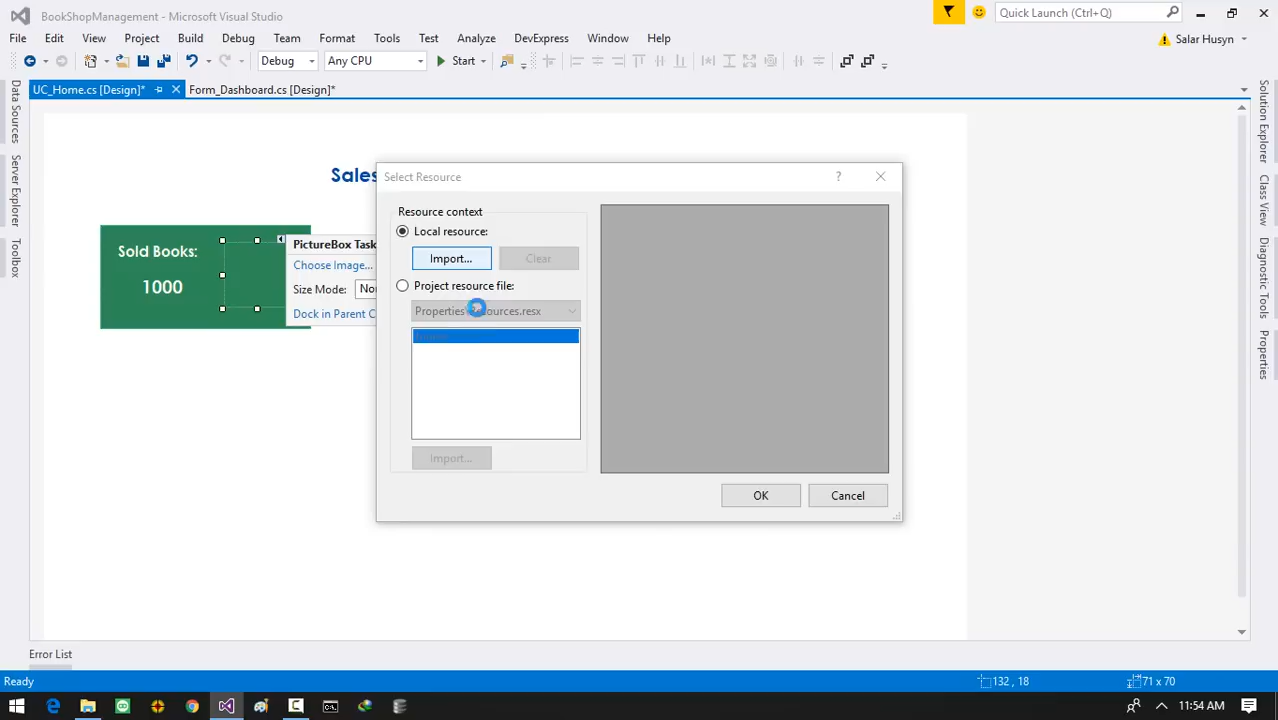 BookShopManagement - Microsoft Visual Studio
Quick Launch (Ctrl+Q)
File Edit View Project Build Debug Team Format Tools Test Analyze DevExpress Window Help
Salar Husyn
Debug Any CPU Start
UC_Home.cs [Design]* Form_Dashboard.cs [Design]*
Data Sources
Server Explorer
Toolbox
Solution Explorer
Class View
Diagnostic Tools
Properties
Sales
Sold Books:
1000
PictureBox Task
Choose Image...
Size Mode: No
Dock in Parent C
Select Resource
Resource context
Local resource:
Import... Clear
Project resource file:
Import...
OK Cancel
Error List
Ready
132 , 18
71 x 70
11:54 AM